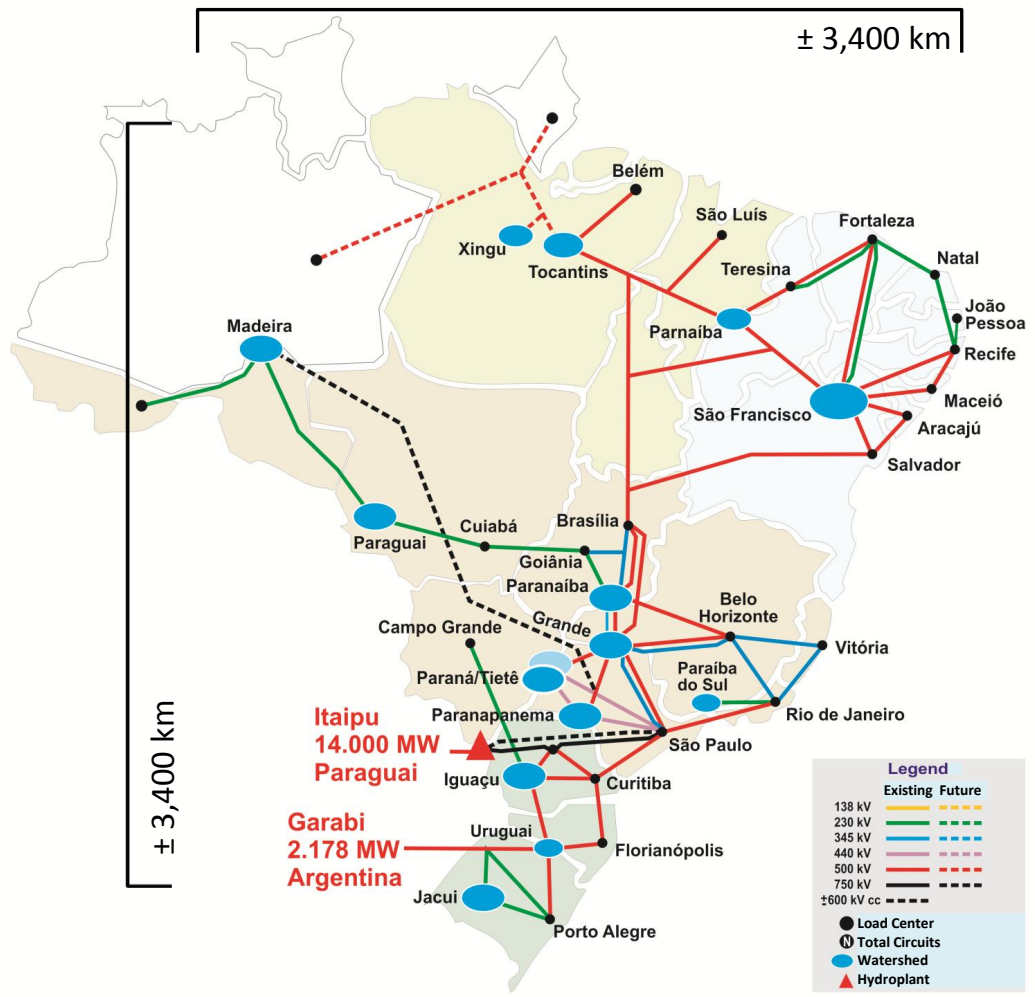 ± 3,400 km
± 3,400 km
Belém
São Luís
Fortaleza
Xingu
Tocantins
Teresina
Natal
João
Pessoa
Madeira
Parnaíba
Recife
São Francisco
Maceió
Aracajú
Salvador
Paraguai
Cuiabá
Brasília
Goiânia
Paranaíba
Belo
Horizonte
Grande
Campo Grande
Vitória
Paraíba
do Sul
Paraná/Tietê
Paranapanema
Rio de Janeiro
São Paulo
Itaipu
14.000 MW
Paraguai
Iguaçu
Curitiba
Garabi
2.178 MW
Argentina
Uruguai
Florianópolis
Jacui
Porto Alegre
Legend
Existing Future
138 kV
230 kV
345 kV
440 kV
500 kV
750 kV
±600 kV cc
Load Center
N Total Circuits
Watershed
Hydroplant